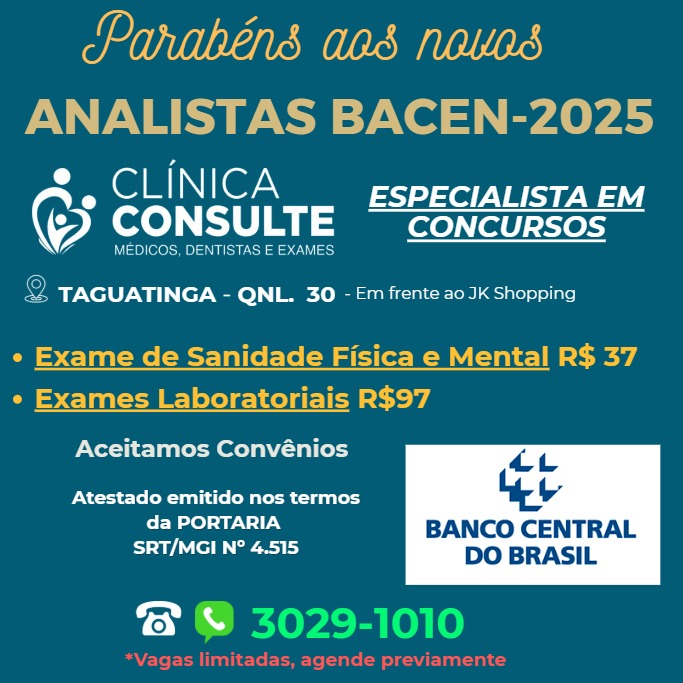 Parabéns aos novos
ANALISTAS BACEN-2025
CLÍNICA
CONSULTE
MÉDICOS, DENTISTAS E EXAMES
ESPECIALISTA EM
CONCURSOS
TAGUATINGA - QNL. 30 - Em frente ao JK Shopping
• Exame de Sanidade Física e Mental R$ 37
• Exames Laboratoriais R$97
Aceitamos Convênios
Atestado emitido nos termos
da PORTARIA
SRT/MGI Nº 4.515
BANCO CENTRAL
DO BRASIL
3029-1010
*Vagas limitadas, agende previamente